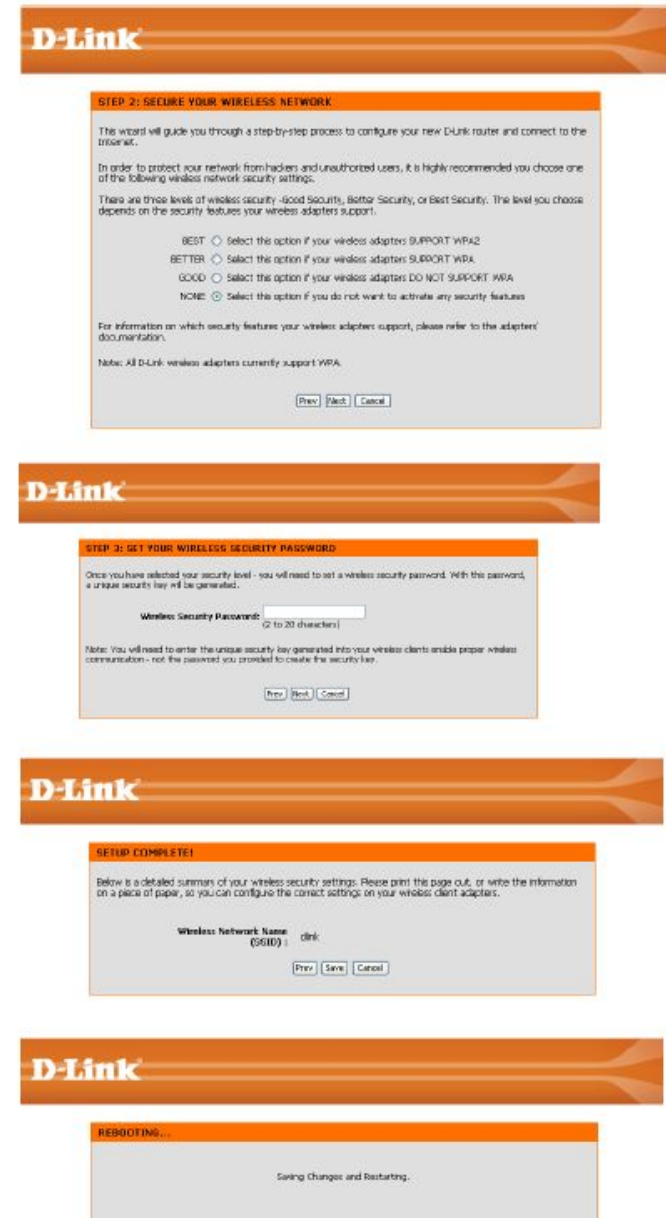 D-Link
STEP 2: SECURE YOUR WIRELESS NETWORK
This wizard will guide you through a step-by-step process to configure your new D-Link router and connect to the
Internet.
In order to protect your network from hackers and unauthorized users, it is highly recommended you choose one
of the following wireless network security settings.
There are three levels of wireless security -Good Security, Better Security, or Best Security. The level you choose
depends on the security features your wireless adapters support.
BEST Select this option if your wireless adapters SUPPORT WPA2
BETTER Select this option if your wireless adapters SUPPORT WPA
GOOD Select this option if your wireless adapters DO NOT SUPPORT WPA
NONE Select this option if you do not want to activate any security features
For information on which security features your wireless adapters support, please refer to the adapters'
documentation.
Note: All D-Link wireless adapters currently support WPA.
Prev Next Cancel
D-Link
STEP 3: SET YOUR WIRELESS SECURITY PASSWORD
Once you have selected your security level - you will need to set a wireless security password. With this password,
a unique security key will be generated.
Wireless Security Password:
(2 to 20 characters)
Note: You will need to enter the unique security key generated into your wireless clients enable proper wireless
communication - not the password you provided to create the security key.
Prev Next Cancel
D-Link
SETUP COMPLETE!
Below is a detailed summary of your wireless security settings. Please print this page out, or write the information
on a piece of paper, so you can configure the correct settings on your wireless client adapters.
Wireless Network Name
(SSID) : dlink
Prev Save Cancel
D-Link
REBOOTING...
Saving Changes and Restarting.